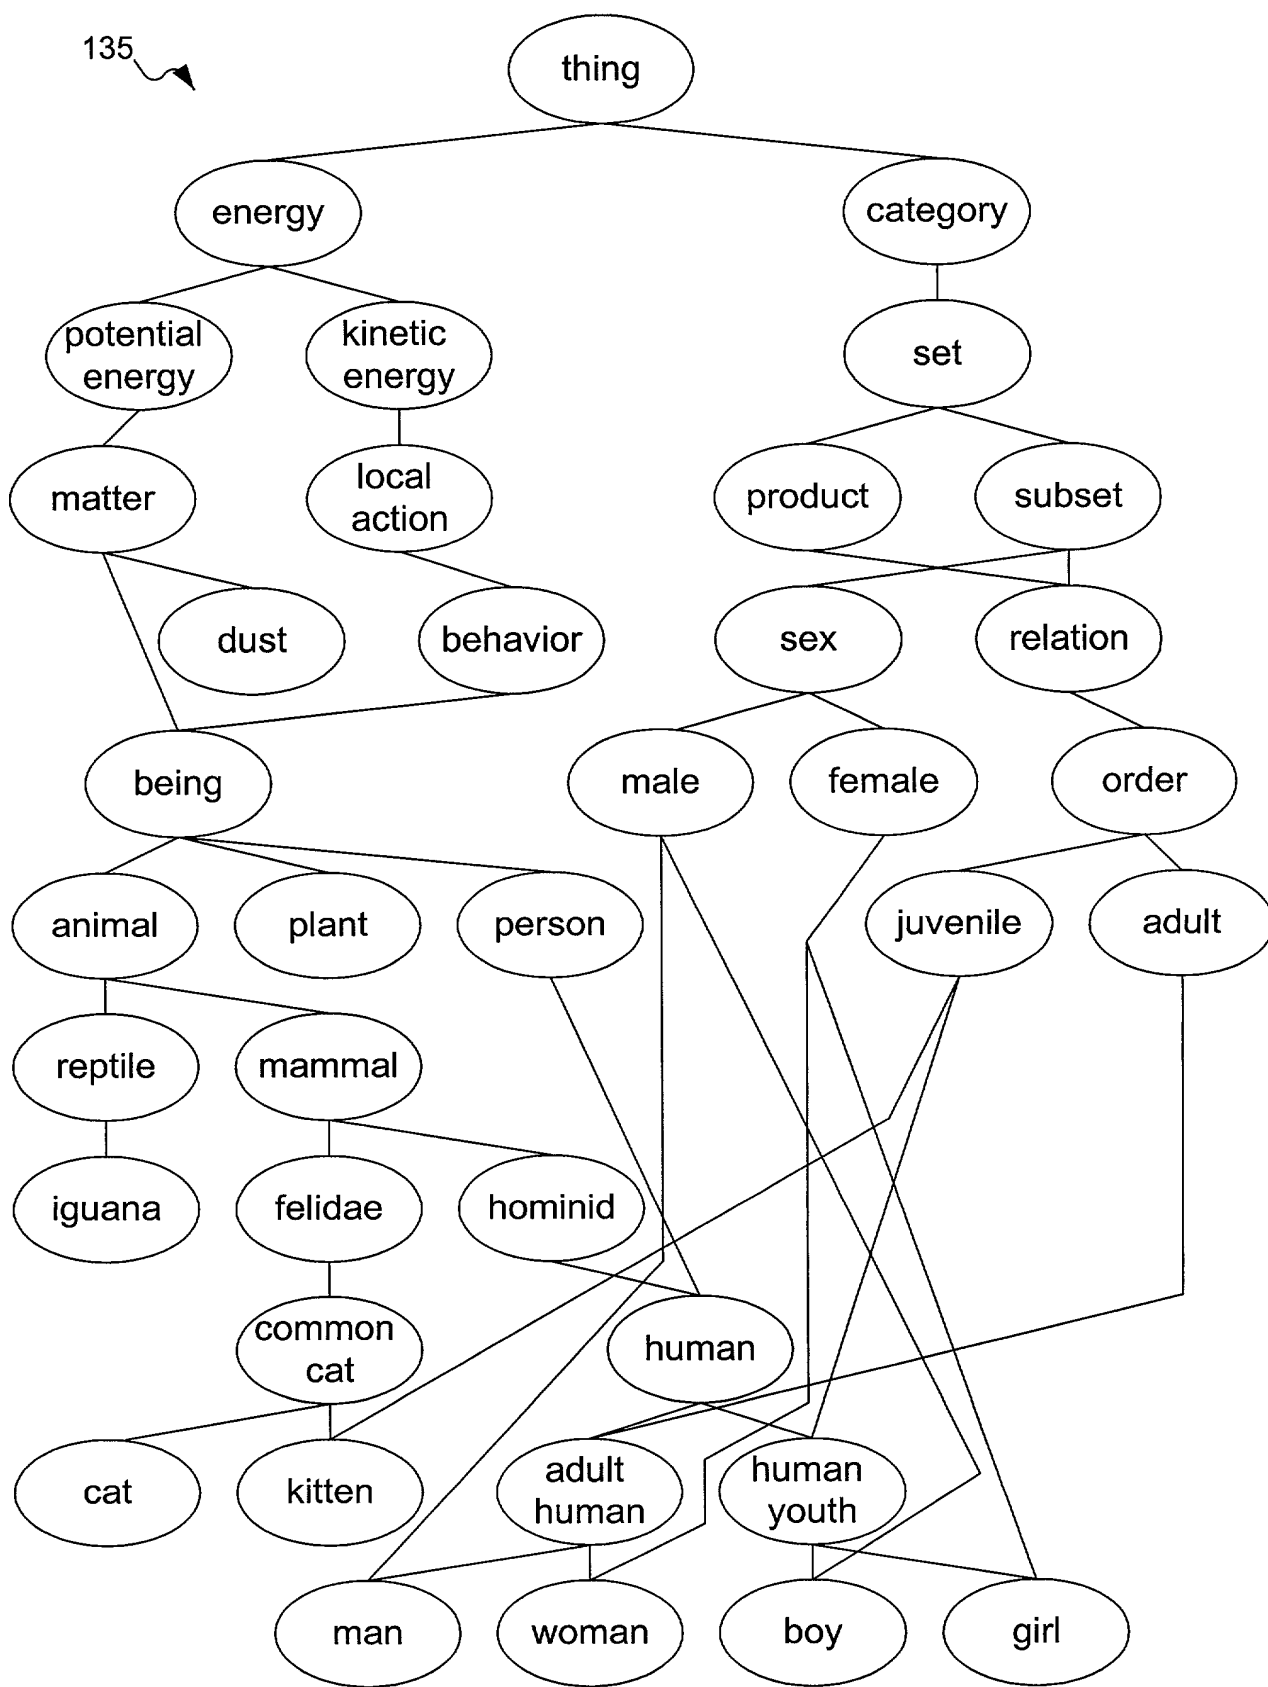 135
thing
energy
category
potential
energy
kinetic
energy
set
matter
local
action
product
subset
dust
behavior
sex
relation
being
male
female
order
animal
plant
person
juvenile
adult
reptile
mammal
iguana
felidae
hominid
common
cat
human
cat
kitten
adult
human
human
youth
man
woman
boy
girl